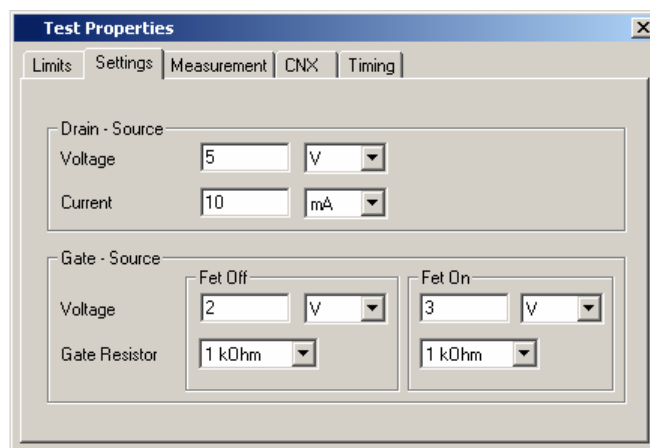 Test Properties
Limits Settings Measurement CNX Timing
Drain - Source
Voltage 5 V
Current 10 mA
Gate - Source
Fet Off Fet On
Voltage 2 V 3 V
Gate Resistor 1 kOhm 1 kOhm